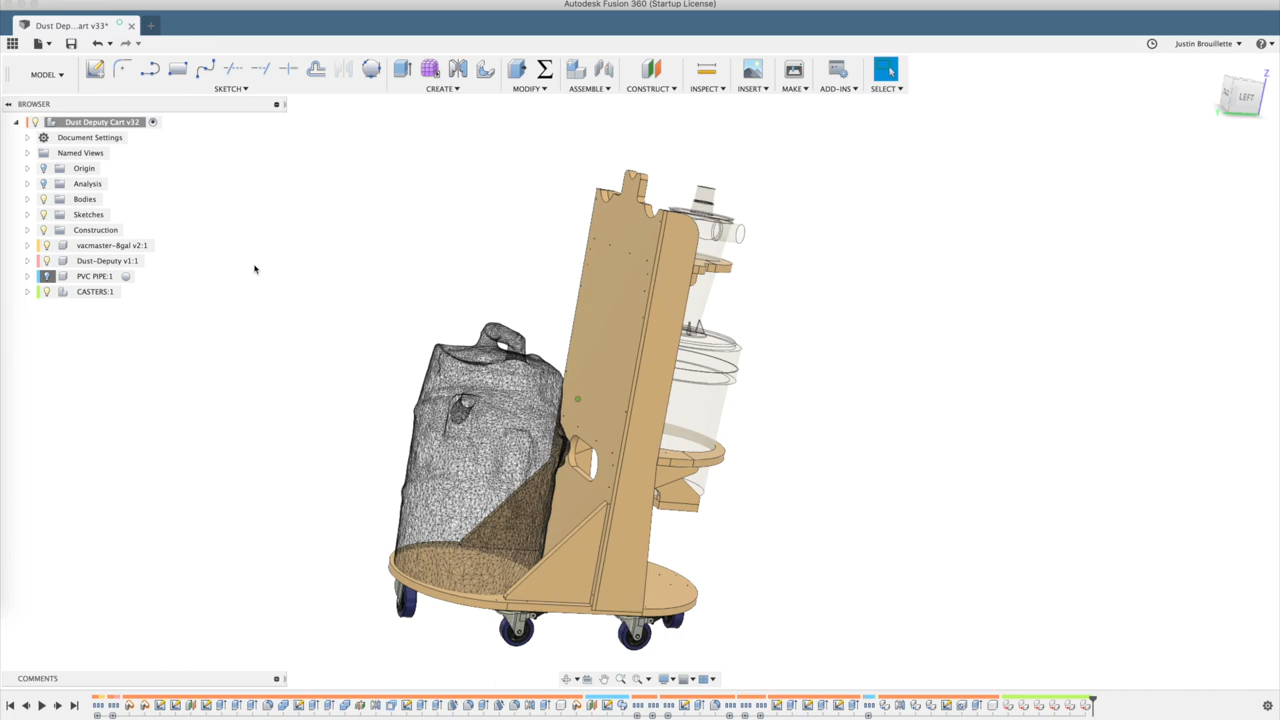 Autodesk Fusion 360 (Startup License)
Dust Dep...art v33*
Justin Brouillette
MODEL
SKETCH
CREATE
MODIFY
ASSEMBLE
CONSTRUCT
INSPECT
INSERT
MAKE
ADD-INS
SELECT
Z
LEFT
BROWSER
Dust Deputy Cart v32
Document Settings
Named Views
Origin
Analysis
Bodies
Sketches
Construction
vacmaster-8gal v2:1
Dust-Deputy v1:1
PVC PIPE:1
CASTERS:1
COMMENTS